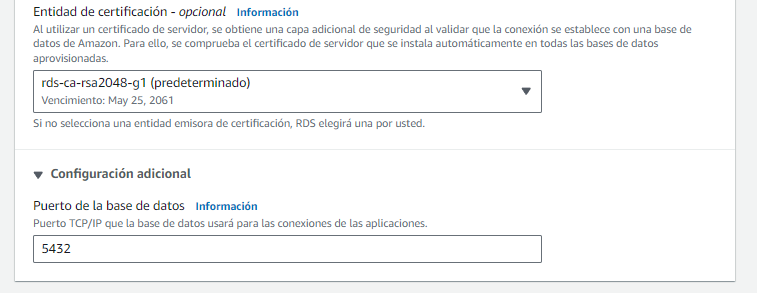 Entidad de certificación - opcional Información
Al utilizar un certificado de servidor, se obtiene una capa adicional de seguridad al validar que la conexión se establece con una base de
datos de Amazon. Para ello, se comprueba el certificado de servidor que se instala automáticamente en todas las bases de datos
aprovisionadas.
rds-ca-rsa2048-g1 (predeterminado)
Vencimiento: May 25, 2061
Si no selecciona una entidad emisora de certificación, RDS elegirá una por usted.
Configuración adicional
Puerto de la base de datos Información
Puerto TCP/IP que la base de datos usará para las conexiones de las aplicaciones.
5432